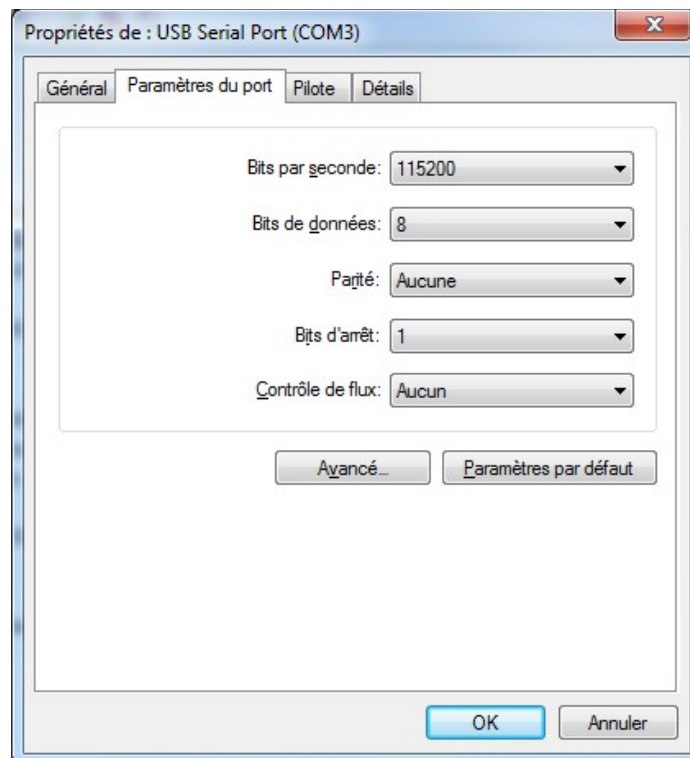 Propriétés de : USB Serial Port (COM3)
Général Paramètres du port Pilote Détails
Bits par seconde: 115200
Bits de données: 8
Parité: Aucune
Bits d'arrêt: 1
Contrôle de flux: Aucun
Avancé... Paramètres par défaut
OK Annuler